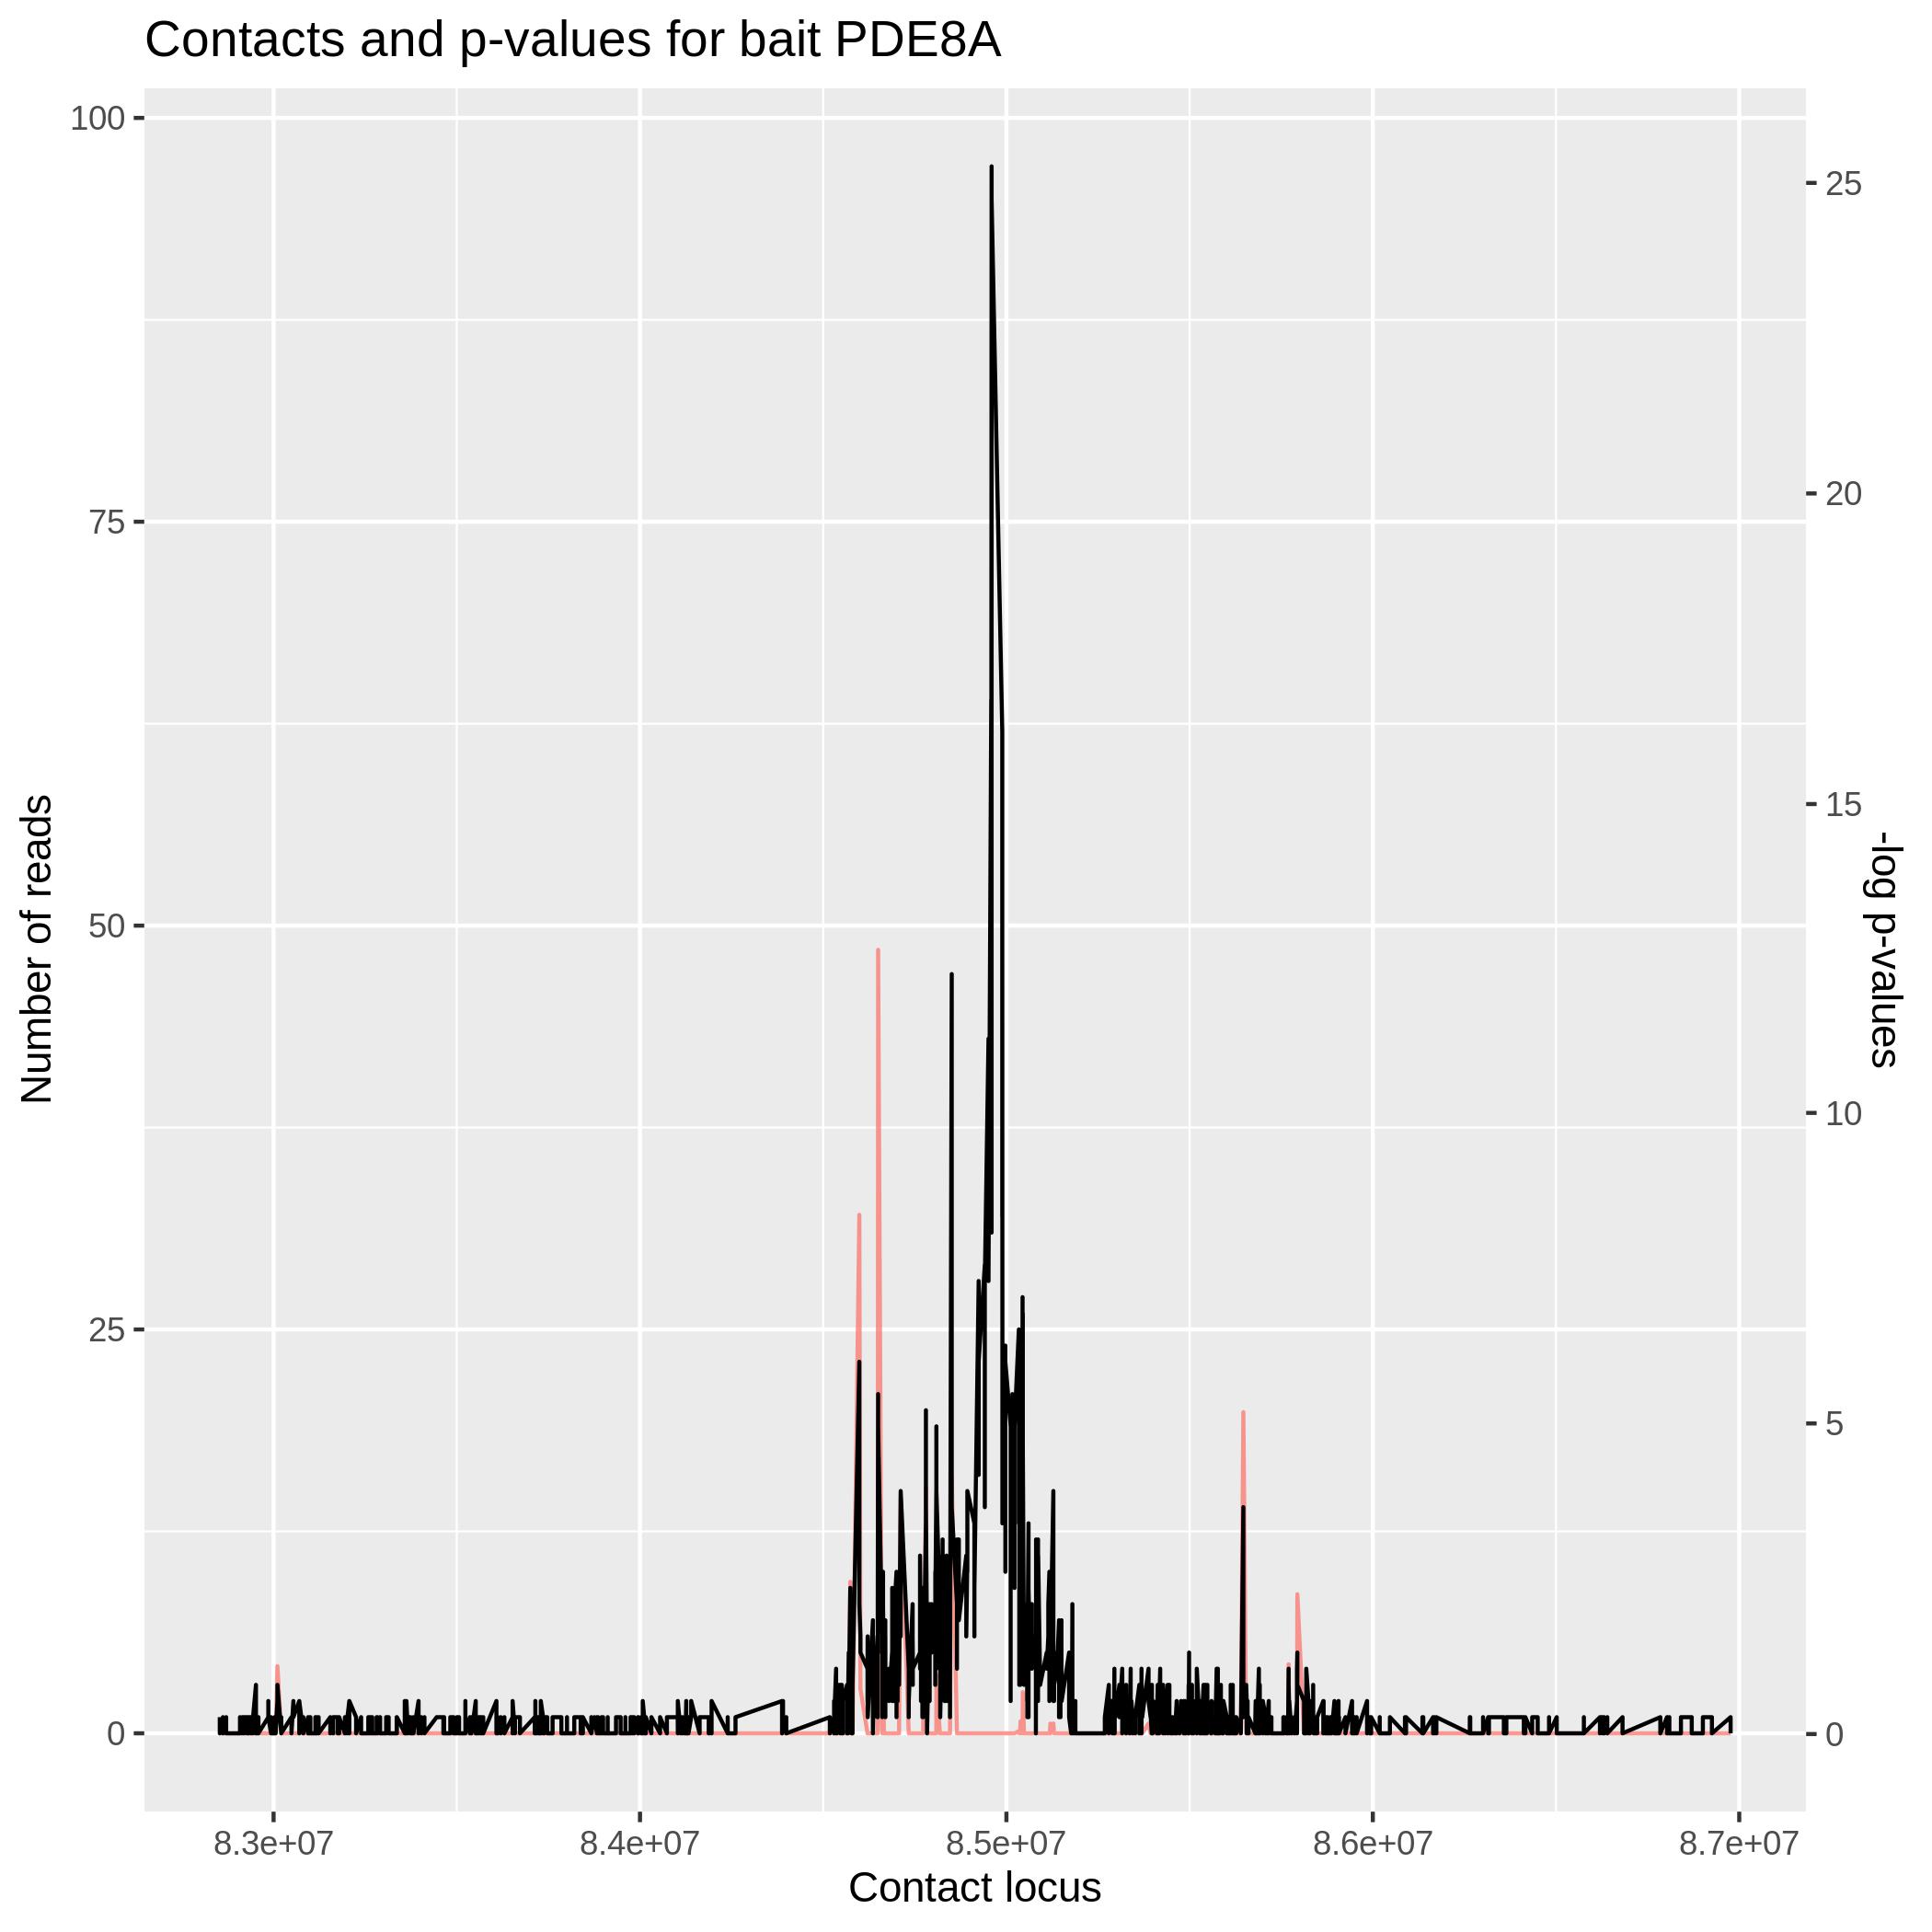 Contacts and p-values for bait PDE8A
100
75
50
25
0
Number of reads
25
20
15
10
5
0
-log p-values
8.3e+07
8.4e+07
8.5e+07
8.6e+07
8.7e+07
Contact locus